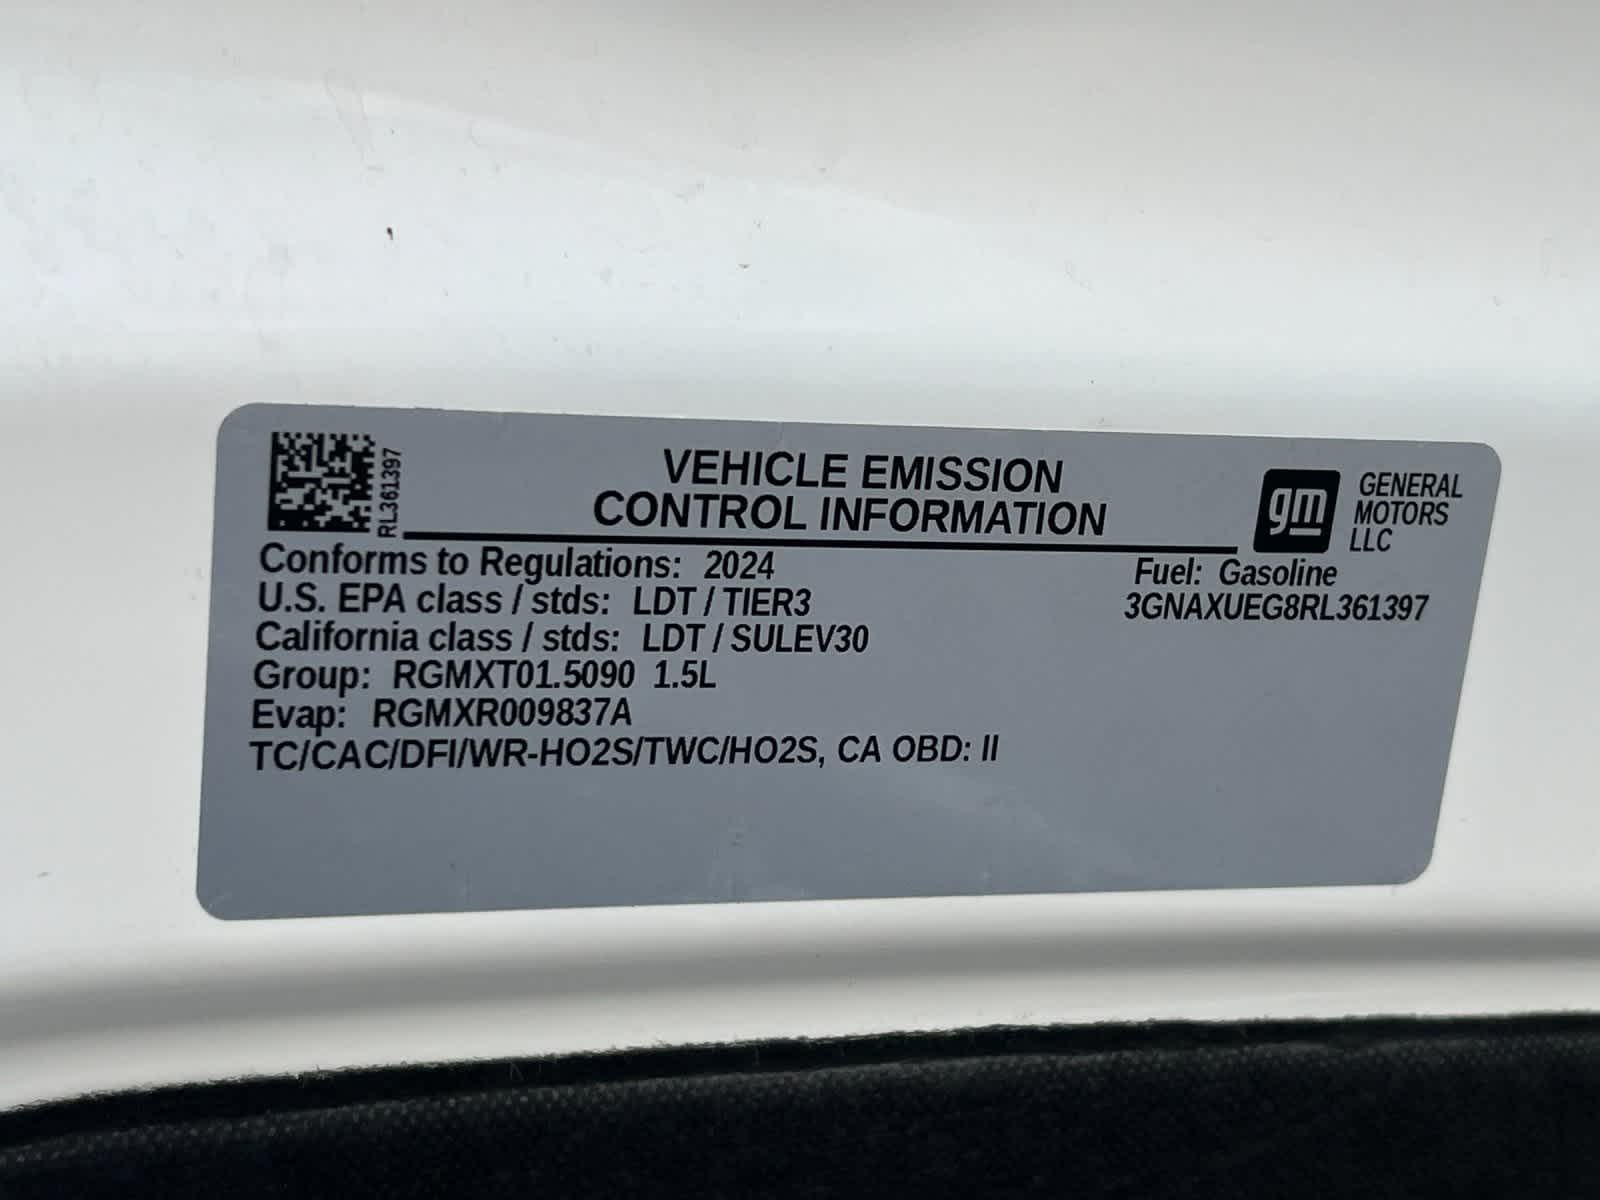 RL361397
VEHICLE EMISSION
CONTROL INFORMATION
gm
GENERAL
MOTORS
LLC
Conforms to Regulations: 2024
Fuel: Gasoline
U.S. EPA class / stds: LDT / TIER3
3GNAXUEG8RL361397
California class / stds: LDT / SULEV30
Group: RGMXT01.5090 1.5L
Evap: RGMXR009837A
TC/CAC/DFI/WR-HO2S/TWC/HO2S, CA OBD: II